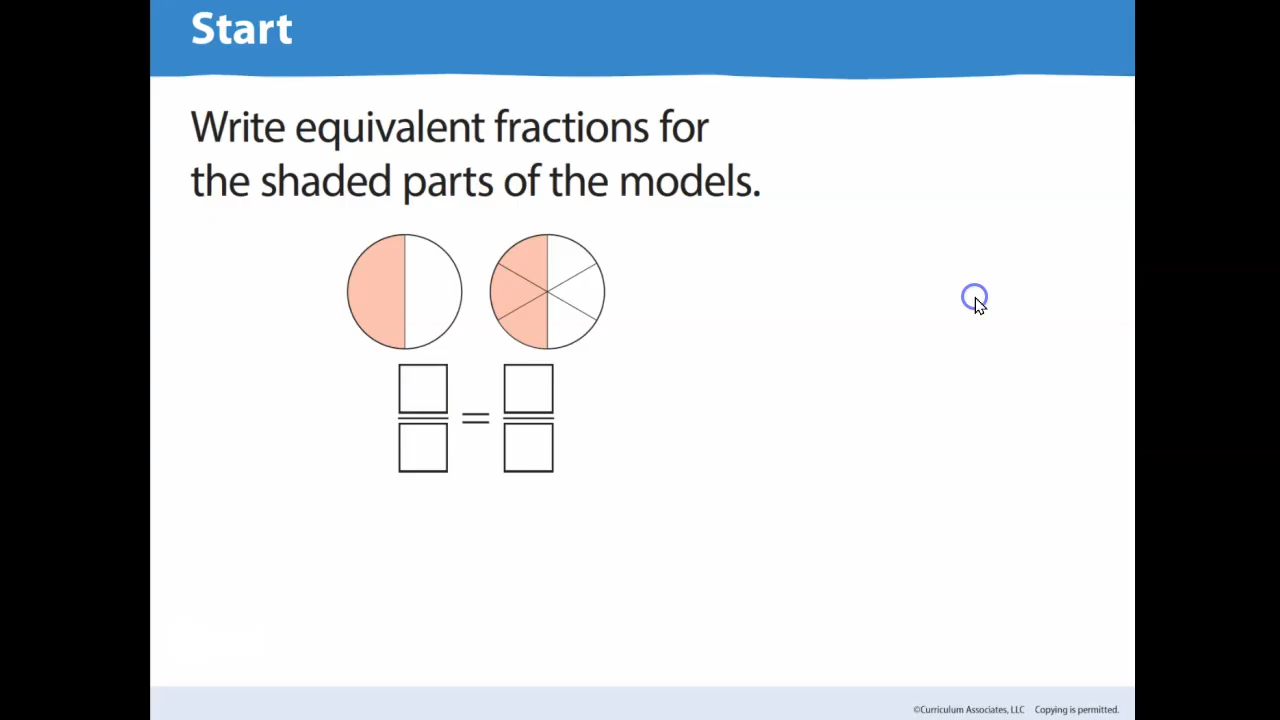 Start
Write equivalent fractions for
the shaded parts of the models.
=
©Curriculum Associates, LLC Copying is permitted.